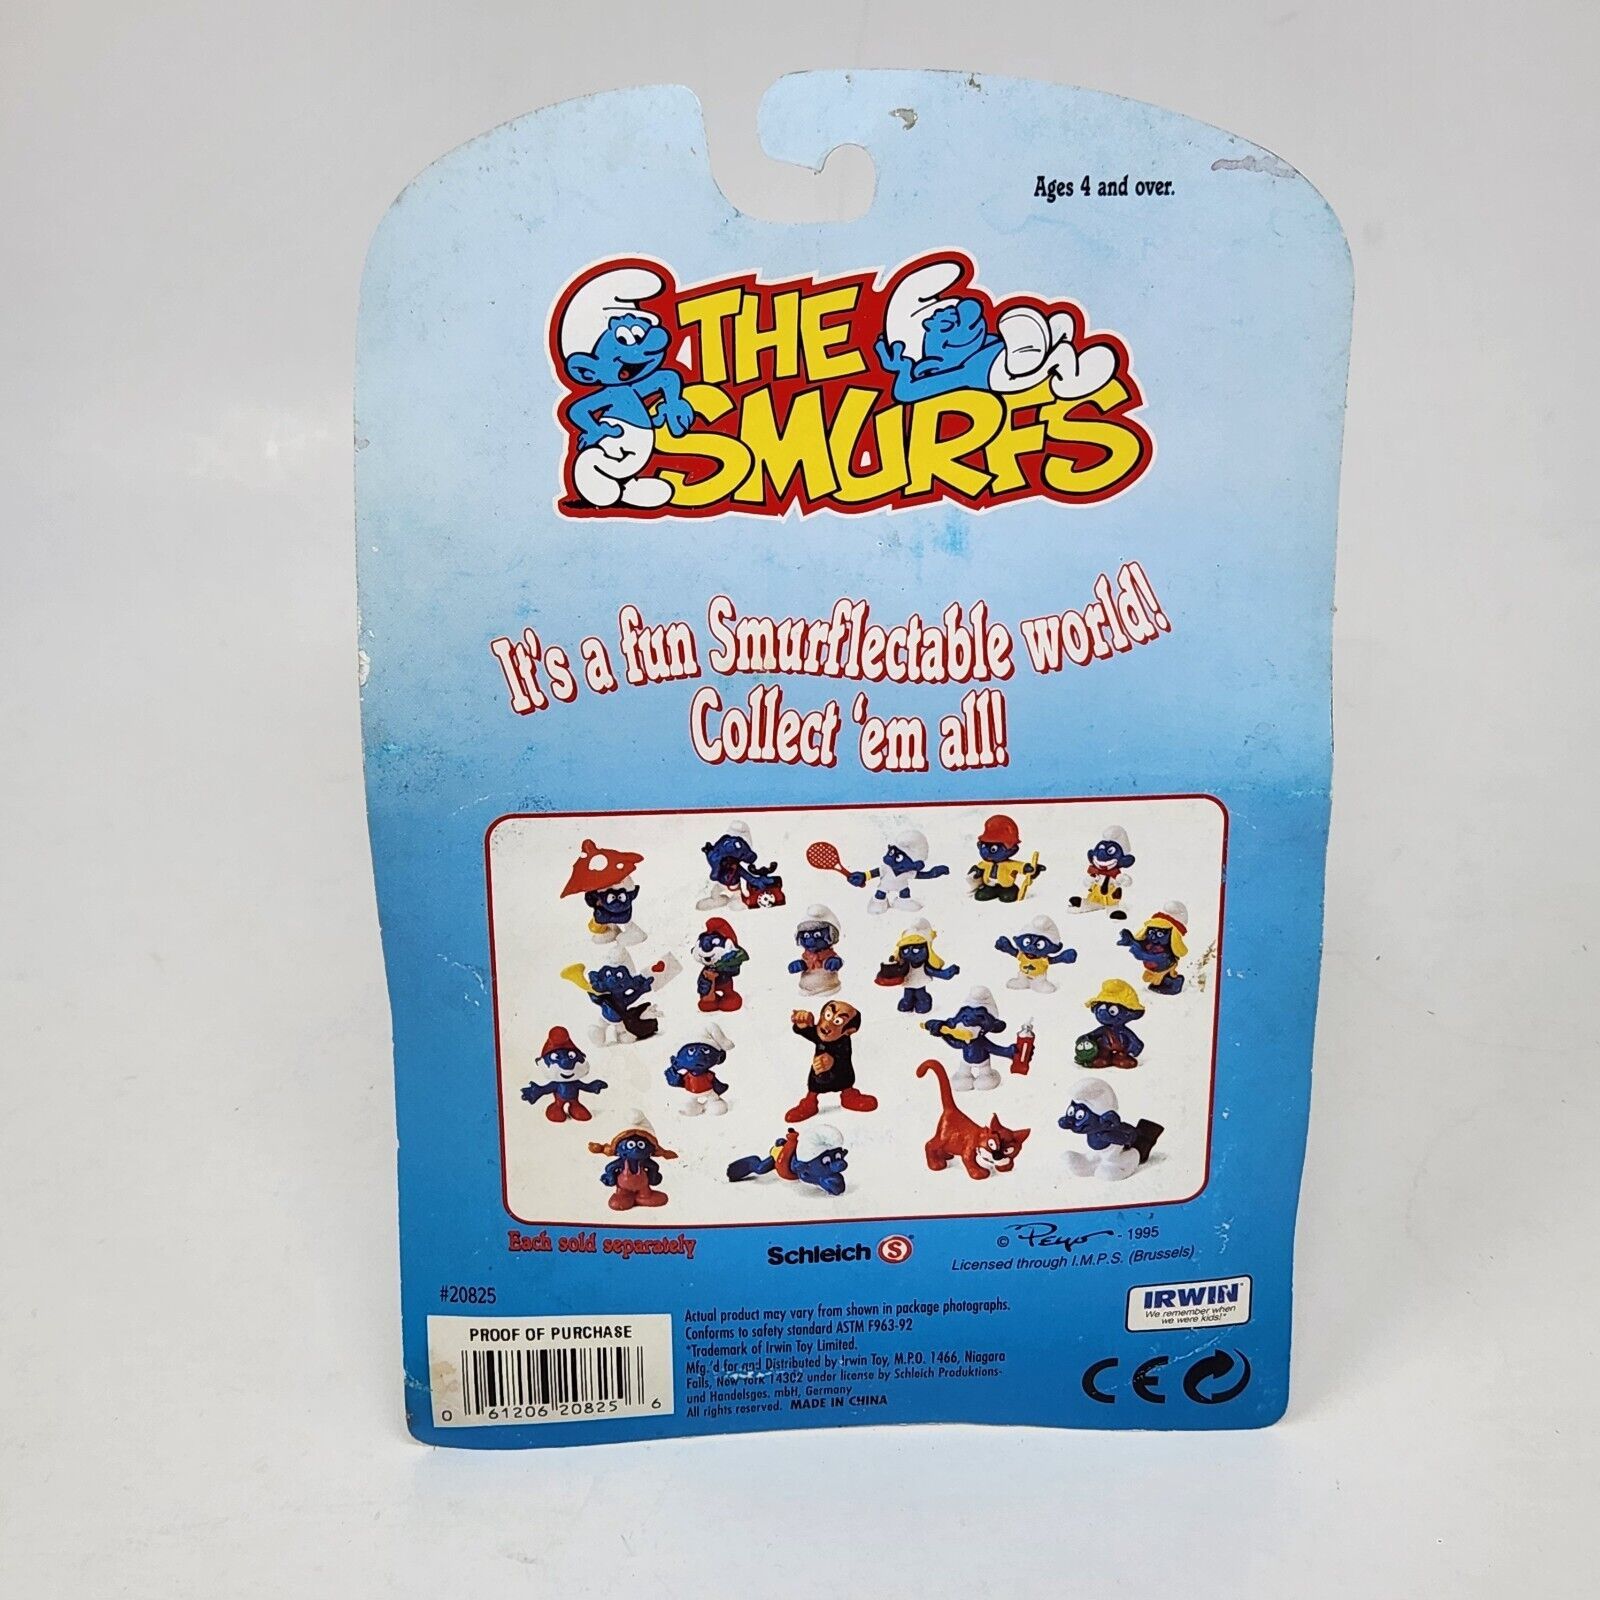 Ages 4 and over.
THE
SMURFS
It's a fun Smurflectable world!
Collect 'em all!
Each sold separately
Schleich S
© Peyo - 1995
Licensed through I.M.P.S. (Brussels)
#20825
PROOF OF PURCHASE
0 61206 20825 6
Actual product may vary from shown in package photographs.
Conforms to safety standard ASTM F963-92
*Trademark of Irwin Toy Limited.
Mfg.'d for and Distributed by Irwin Toy, M.P.O. 1466, Niagara
Falls, New York 14302 under license by Schleich Produktions-
und Handelsges. mbH, Germany
All rights reserved. MADE IN CHINA
IRWIN*
We remember when
we were kids!*
CE